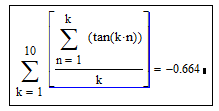 10
∑
k = 1
[
k
∑ (tan(k·n))
n = 1
k
]
= −0.664